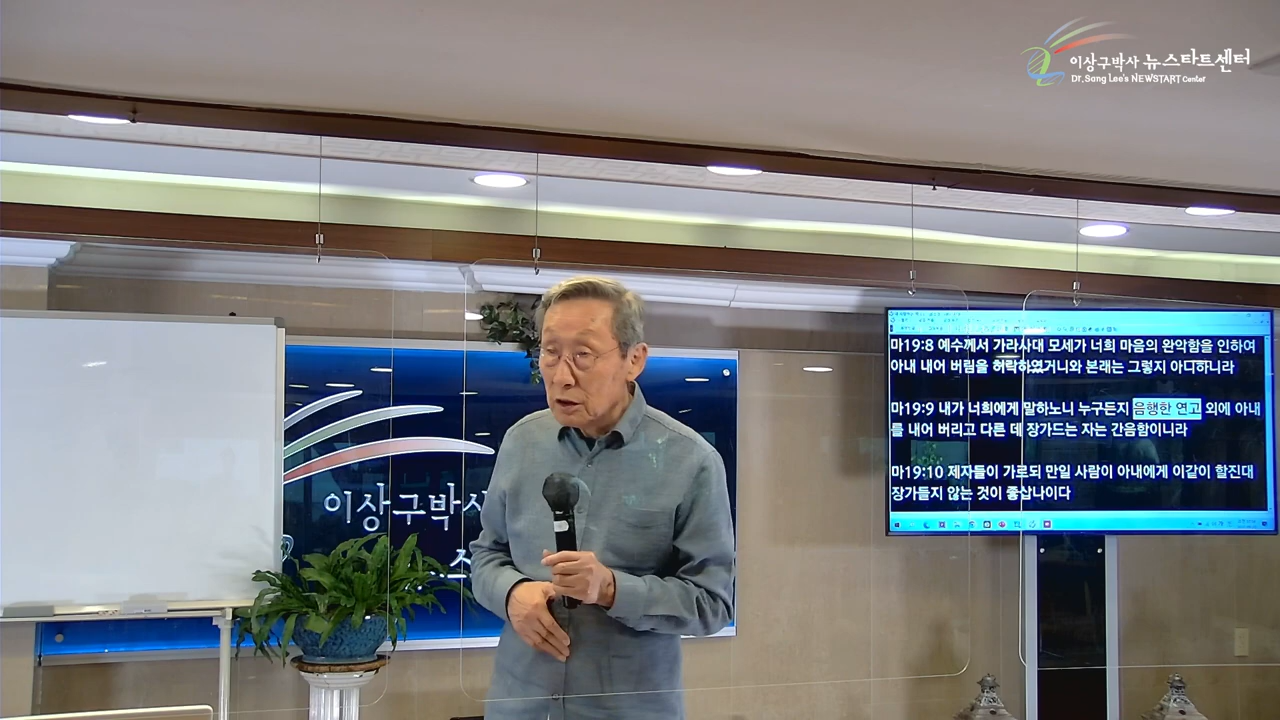 이상구박사 뉴스타트센터
Dr. Sang Lee's NEWSTART Center
이상구박사
마19:8 예수께서 가라사대 모세가 너희 마음의 완악함을 인하여
아내 내어 버림을 허락하였거니와 본래는 그렇지 아니하니라
마19:9 내가 너희에게 말하노니 누구든지 음행한 연고 외에 아내
를 내어 버리고 다른 데 장가드는 자는 간음함이니라
마19:10 제자들이 가로되 만일 사람이 아내에게 이같이 할진대
장가들지 않는 것이 좋삽나이다